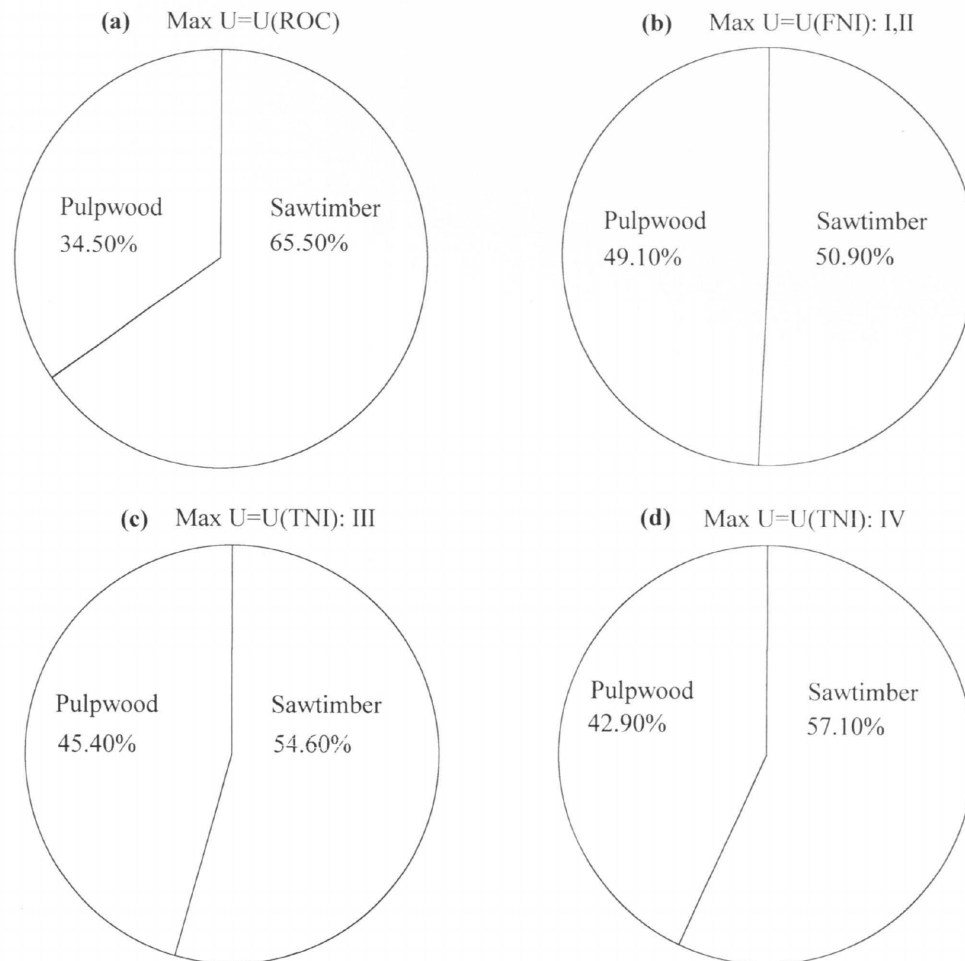 (a) Max U=U(ROC)
Pulpwood
34.50%
Sawtimber
65.50%
(b) Max U=U(FNI): I,II
Pulpwood
49.10%
Sawtimber
50.90%
(c) Max U=U(TNI): III
Pulpwood
45.40%
Sawtimber
54.60%
(d) Max U=U(TNI): IV
Pulpwood
42.90%
Sawtimber
57.10%